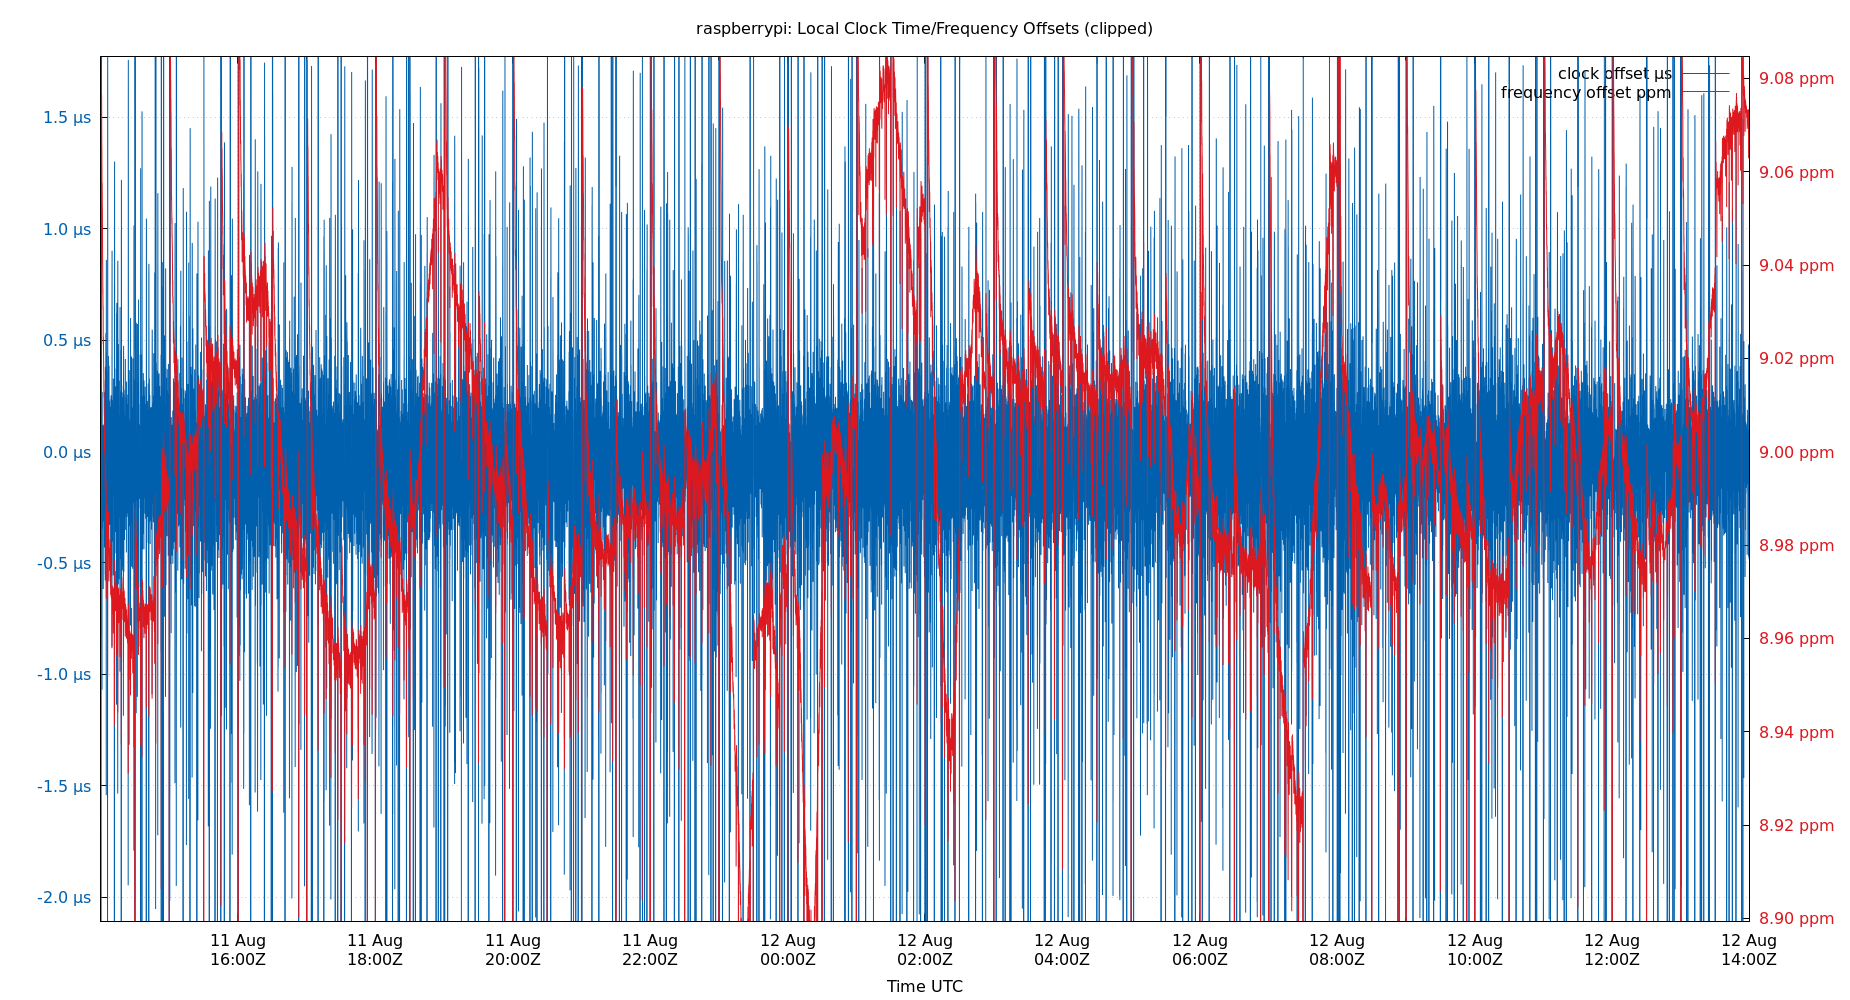 raspberrypi: Local Clock Time/Frequency Offsets (clipped)
clock offset µs
frequency offset ppm
1.5 µs
1.0 µs
0.5 µs
0.0 µs
-0.5 µs
-1.0 µs
-1.5 µs
-2.0 µs
9.08 ppm
9.06 ppm
9.04 ppm
9.02 ppm
9.00 ppm
8.98 ppm
8.96 ppm
8.94 ppm
8.92 ppm
8.90 ppm
11 Aug 11 Aug 11 Aug 11 Aug 12 Aug 12 Aug 12 Aug 12 Aug 12 Aug 12 Aug 12 Aug 12 Aug
16:00Z 18:00Z 20:00Z 22:00Z 00:00Z 02:00Z 04:00Z 06:00Z 08:00Z 10:00Z 12:00Z 14:00Z
Time UTC